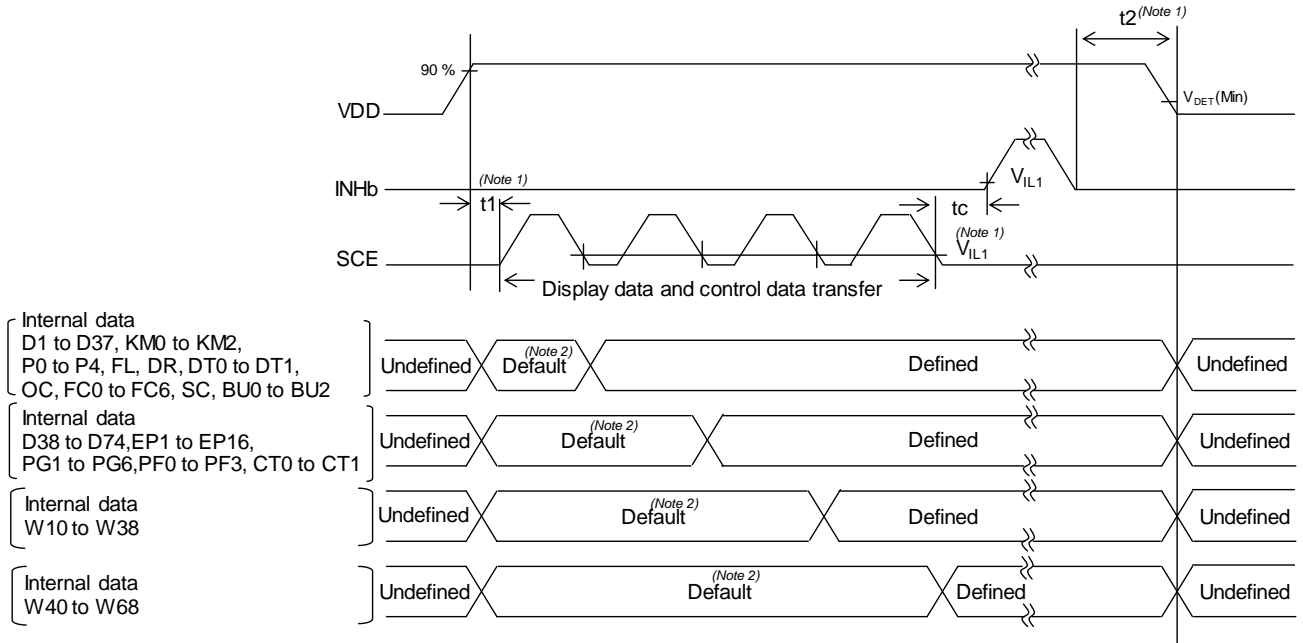 t2(Note 1)
90 %
VDET(Min)
VDD
INHb
(Note 1)
t1
VIL1
tc
(Note 1)
VIL1
SCE
Display data and control data transfer
Internal data
D1 to D37, KM0 to KM2,
P0 to P4, FL, DR, DT0 to DT1,
OC, FC0 to FC6, SC, BU0 to BU2
Undefined
Default
(Note 2)
Defined
Undefined
Internal data
D38 to D74,EP1 to EP16,
PG1 to PG6,PF0 to PF3, CT0 to CT1
Undefined
Default
(Note 2)
Defined
Undefined
Internal data
W10 to W38
Undefined
Default
(Note 2)
Defined
Undefined
Internal data
W40 to W68
Undefined
Default
(Note 2)
Defined
Undefined